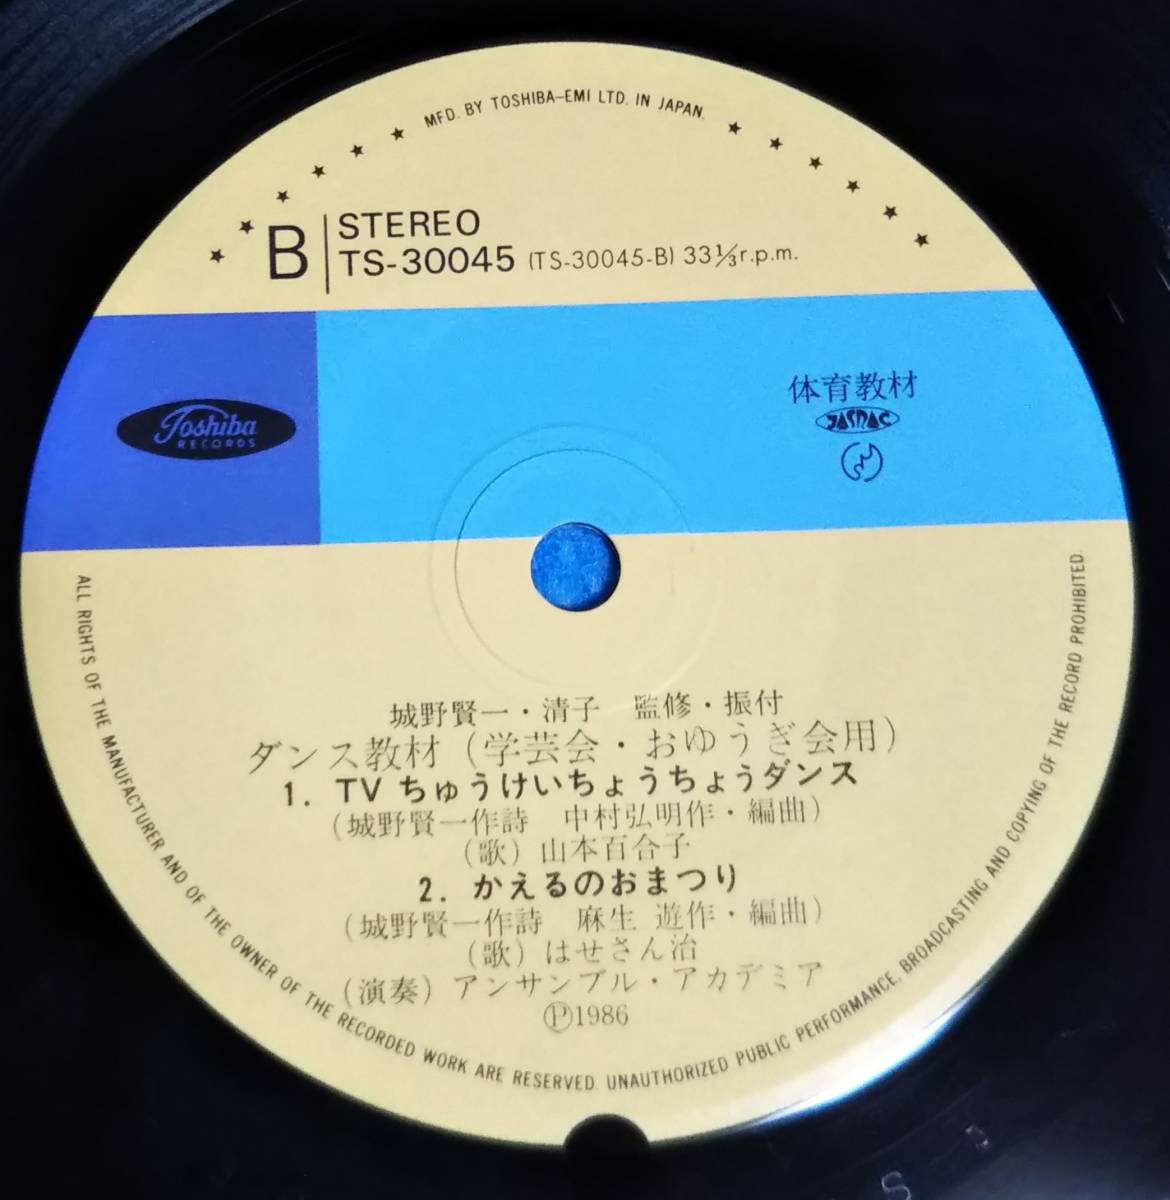 MFD. BY TOSHIBA-EMI LTD. IN JAPAN.
B
STEREO
TS-30045 (TS-30045-B) 33⅓r.p.m.
体育教材
JASRAC
Toshiba
RECORDS
城野賢一・清子 監修・振付
ダンス教材(学芸会・おゆうぎ会用)
1. TV ちゅうけいちょうちょうダンス
(城野賢一作詩 中村弘明作・編曲)
(歌)山本百合子
2. かえるのおまつり
(城野賢一作詩 麻生 遊作・編曲)
(歌)はせさん治
(演奏)アンサンブル・アカデミア
Ⓟ1986
ALL RIGHTS OF THE MANUFACTURER AND OF THE OWNER OF THE RECORDED WORK ARE RESERVED. UNAUTHORIZED PUBLIC PERFORMANCE, BROADCASTING AND COPYING OF THE RECORD PROHIBITED.